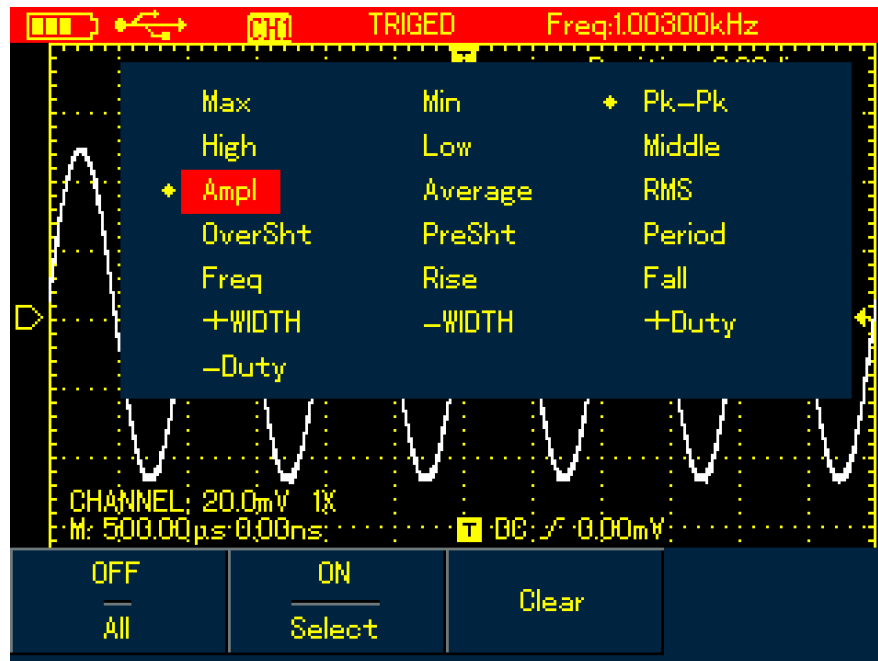 CH1 TRIGED Freq:1.00300kHz
T
Max Min Pk-Pk
High Low Middle
Ampl Average RMS
OverSht PreSht Period
Freq Rise Fall
+WIDTH -WIDTH +Duty
-Duty
CHANNEL: 20.0mV 1X
M: 500.00µs 0.00ns T DC 0.00mV
OFF ON
Clear
All Select